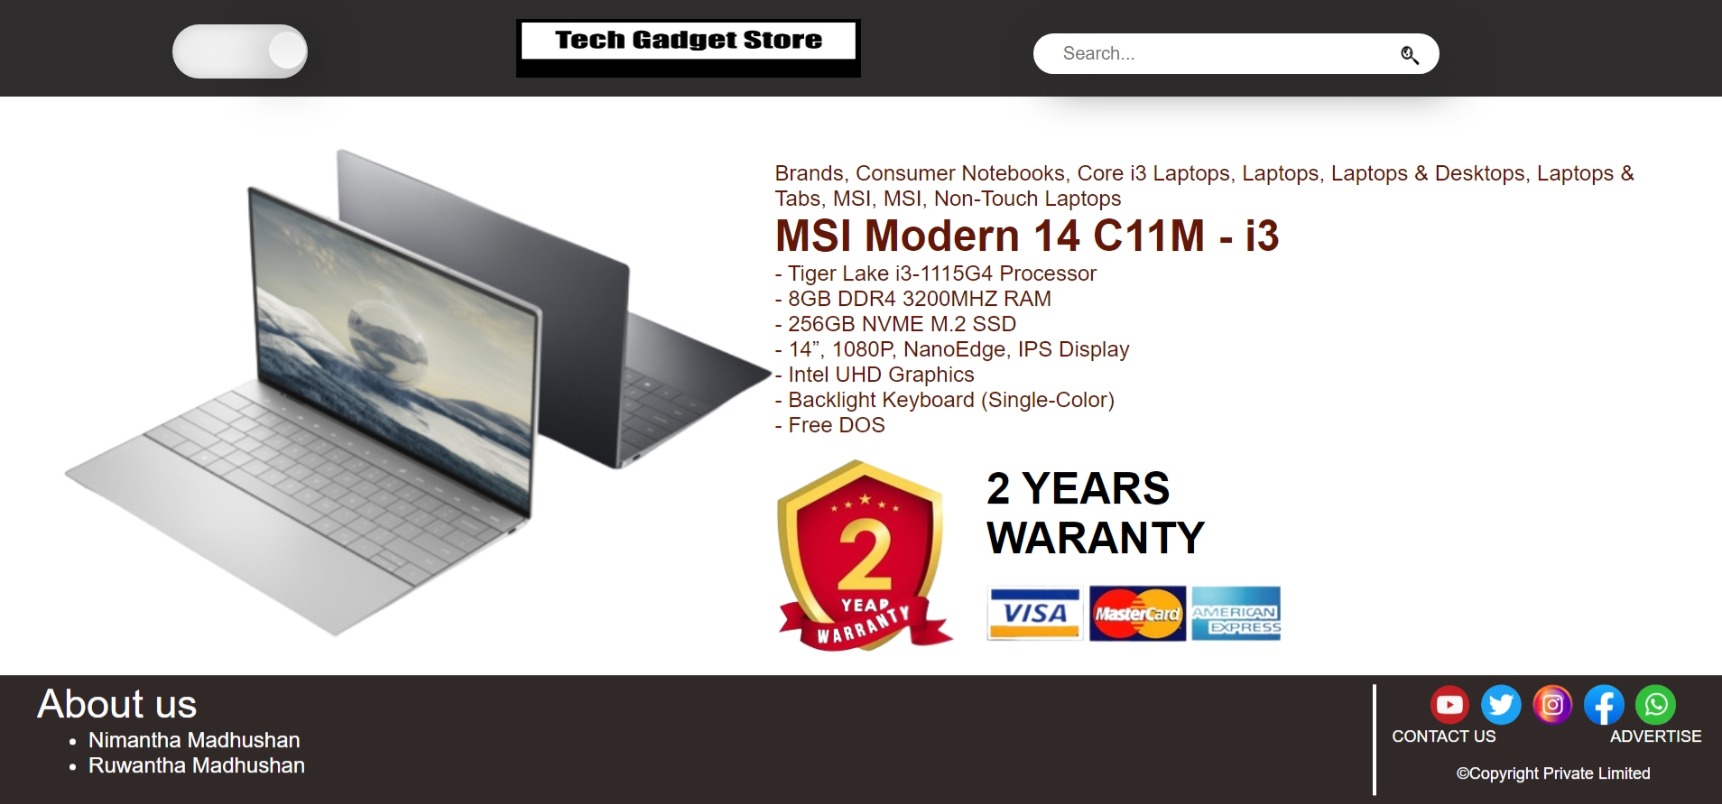 Tech Gadget Store
Search...
Brands, Consumer Notebooks, Core i3 Laptops, Laptops, Laptops & Desktops, Laptops &
Tabs, MSI, MSI, Non-Touch Laptops
MSI Modern 14 C11M - i3
- Tiger Lake i3-1115G4 Processor
- 8GB DDR4 3200MHZ RAM
- 256GB NVME M.2 SSD
- 14”, 1080P, NanoEdge, IPS Display
- Intel UHD Graphics
- Backlight Keyboard (Single-Color)
- Free DOS
2
YEAR
WARRANTY
2 YEARS
WARANTY
VISA
MasterCard
AMERICAN
EXPRESS
About us
• Nimantha Madhushan
• Ruwantha Madhushan
CONTACT US
ADVERTISE
©Copyright Private Limited